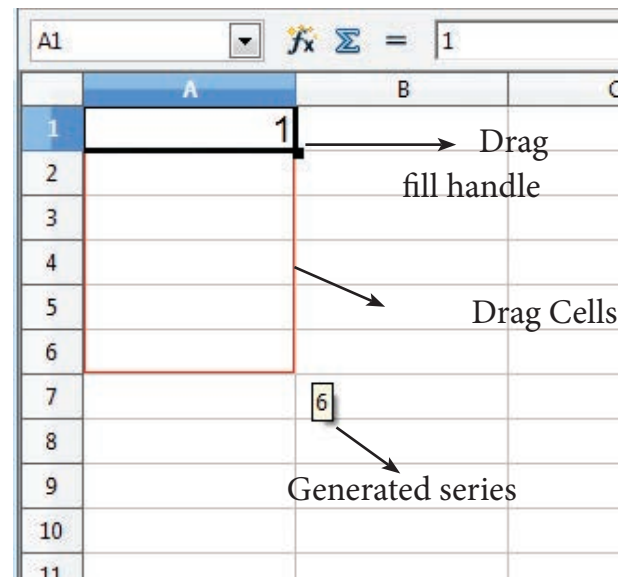 A1 fx Σ = 1
A B C
1 1
Drag
2 fill handle
3
4
5 Drag Cells
6
7 6
8
9 Generated series
10
11